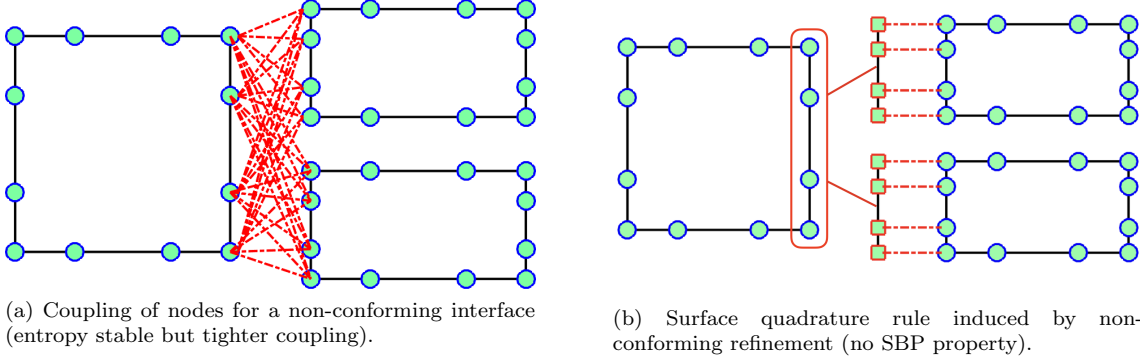 (a) Coupling of nodes for a non-conforming interface
(entropy stable but tighter coupling).
(b) Surface quadrature rule induced by non-
conforming refinement (no SBP property).